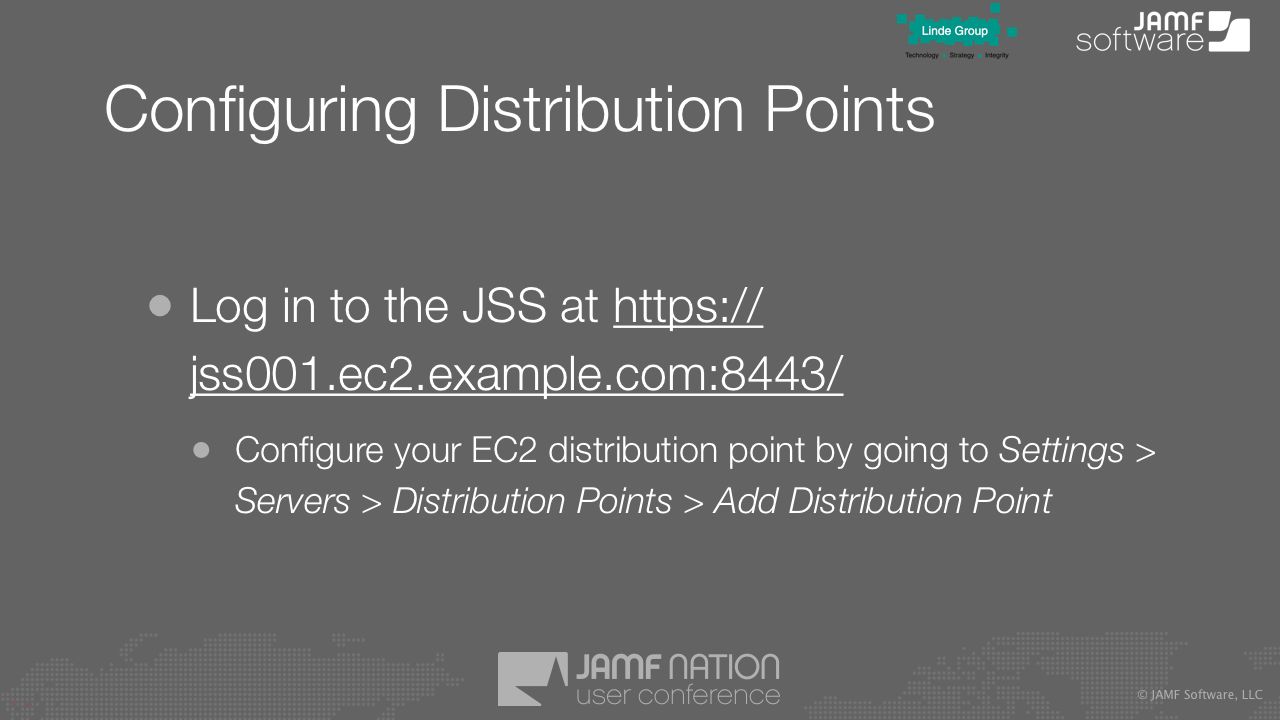 Linde Group
Technology Strategy Integrity
JAMF
software
Configuring Distribution Points
Log in to the JSS at https://
jss001.ec2.example.com:8443/
Configure your EC2 distribution point by going to Settings >
Servers > Distribution Points > Add Distribution Point
JAMF NATION
user conference
© JAMF Software, LLC